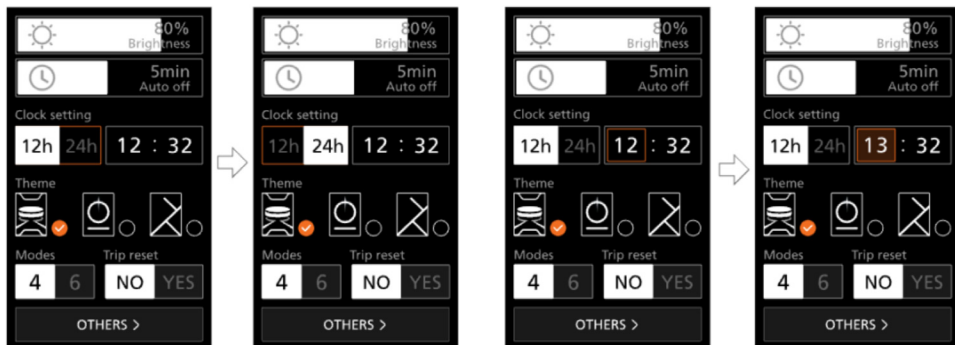 80%
Brightness
5min
Auto off
Clock setting
12h 24h 12 : 32
Theme
Modes Trip reset
4 6 NO YES
OTHERS >
80%
Brightness
5min
Auto off
Clock setting
12h 24h 12 : 32
Theme
Modes Trip reset
4 6 NO YES
OTHERS >
80%
Brightness
5min
Auto off
Clock setting
12h 24h 12 : 32
Theme
Modes Trip reset
4 6 NO YES
OTHERS >
80%
Brightness
5min
Auto off
Clock setting
12h 24h 13 : 32
Theme
Modes Trip reset
4 6 NO YES
OTHERS >